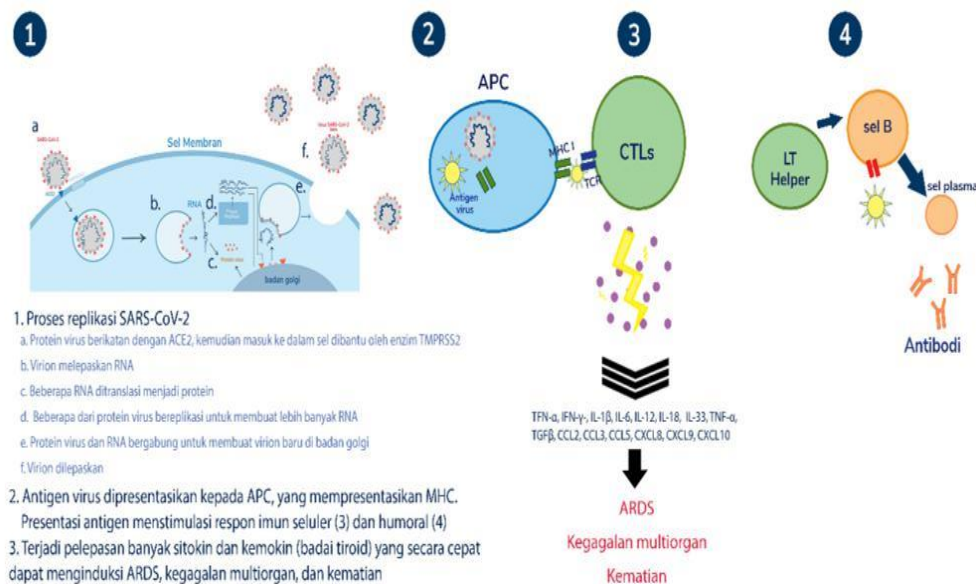 1
2
3
4
a
SARS-CoV-2
Sel Membran
f.
b.
RNA
d.
e.
c.
badan golgi
APC
Antigen
virus
MHC I
TCR
CTLs
LT
Helper
sel B
sel plasma
Antibodi
TFN-α, IFN-γ-, IL-1β, IL-6, IL-12, IL-18, IL-33, TNF-α,
TGFβ, CCL2, CCL3, CCL5, CXCL8, CXCL9, CXCL10
ARDS
Kegagalan multiorgan
Kematian
1. Proses replikasi SARS-CoV-2
a. Protein virus berikatan dengan ACE2, kemudian masuk ke dalam sel dibantu oleh enzim TMPRSS2
b. Virion melepaskan RNA
c. Beberapa RNA ditranslasi menjadi protein
d. Beberapa dari protein virus bereplikasi untuk membuat lebih banyak RNA
e. Protein virus dan RNA bergabung untuk membuat virion baru di badan golgi
f. Virion dilepaskan
2. Antigen virus dipresentasikan kepada APC, yang mempresentasikan MHC.
Presentasi antigen menstimulasi respon imun seluler (3) dan humoral (4)
3. Terjadi pelepasan banyak sitokin dan kemokin (badai tiroid) yang secara cepat
dapat menginduksi ARDS, kegagalan multiorgan, dan kematian